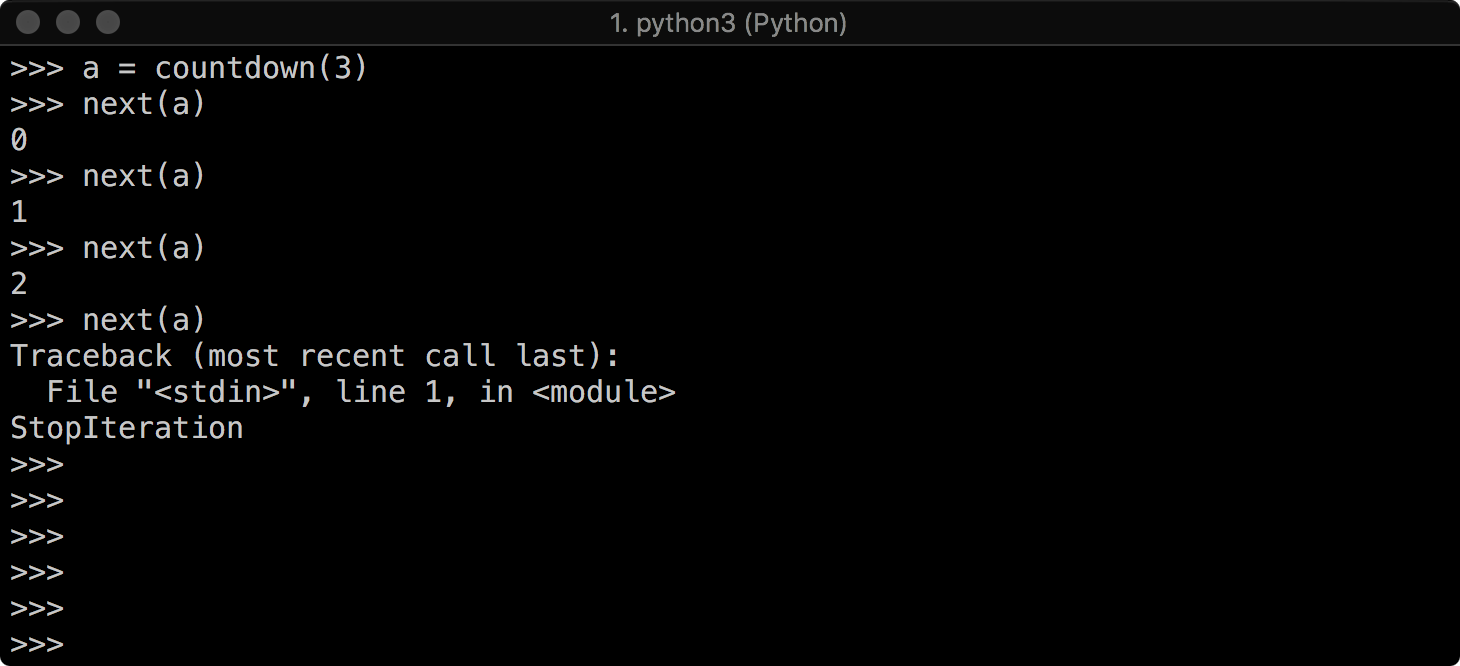 1. python3 (Python)
>>> a = countdown(3)
>>> next(a)
0
>>> next(a)
1
>>> next(a)
2
>>> next(a)
Traceback (most recent call last):
  File "<stdin>", line 1, in <module>
StopIteration
>>>
>>>
>>>
>>>
>>>
>>>